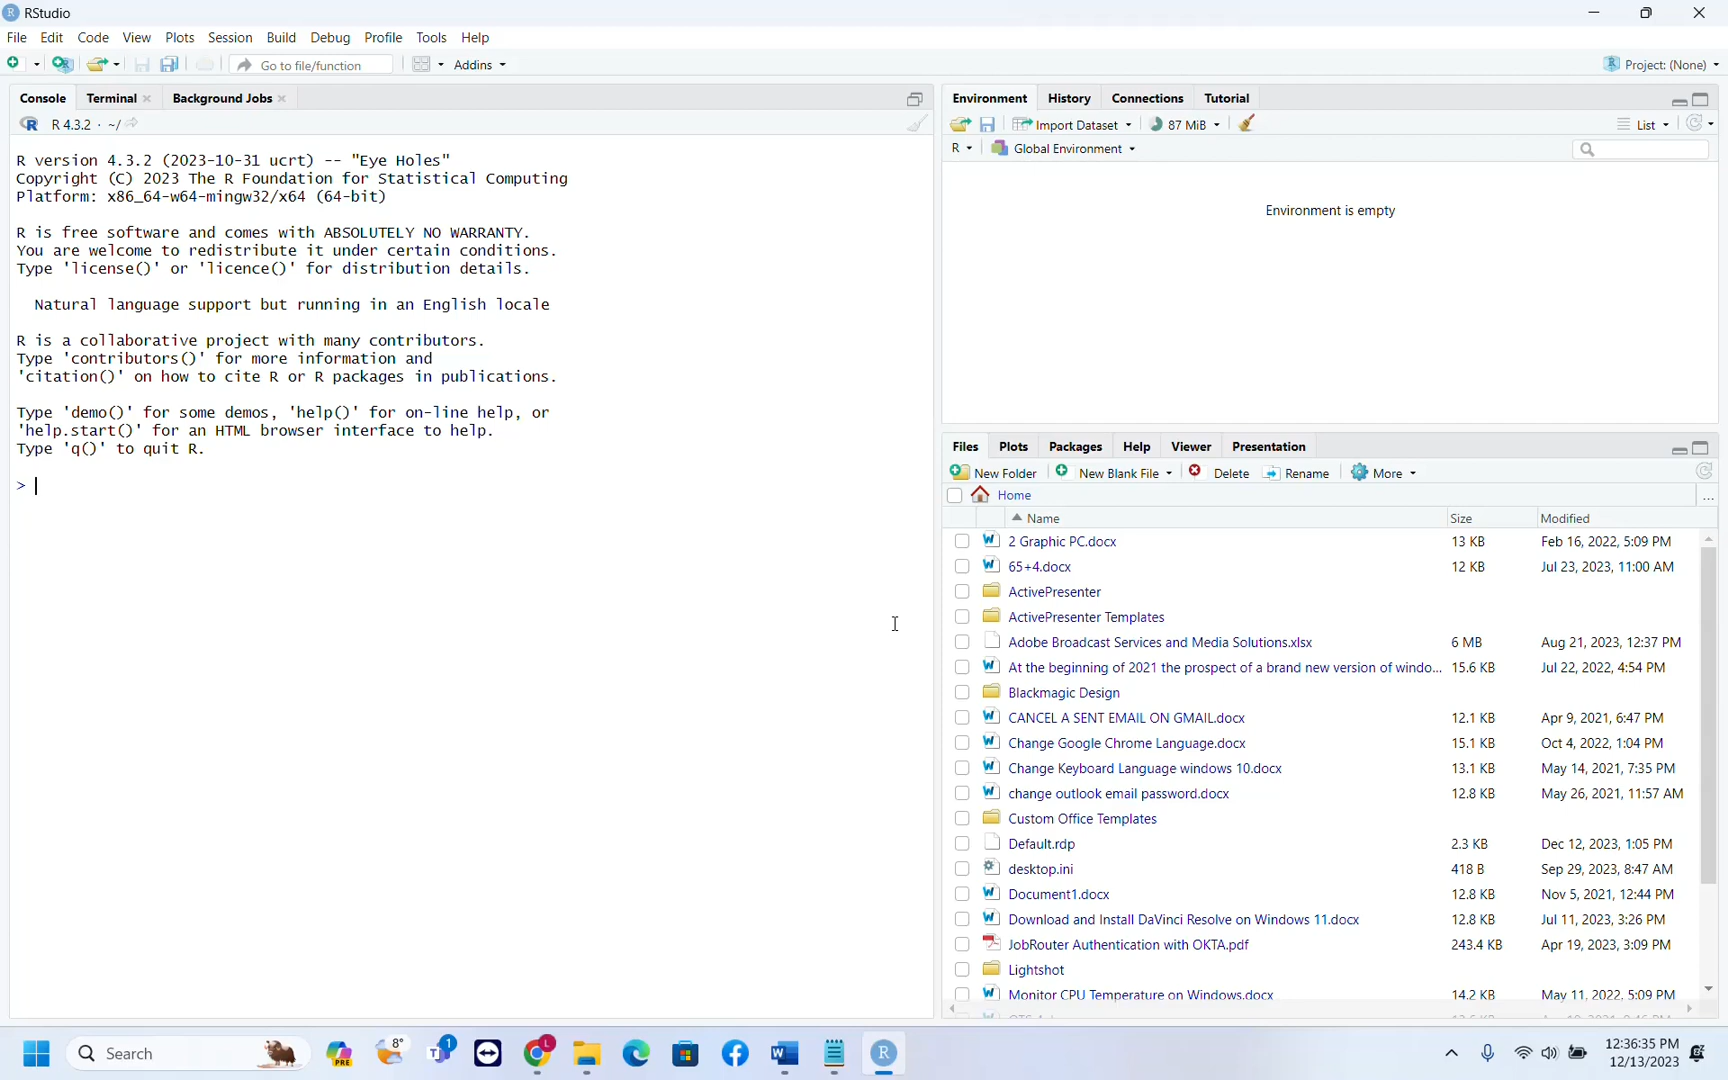 RStudio
File Edit Code View Plots Session Build Debug Profile Tools Help
Go to file/function Addins Project: (None)
Console Terminal Background Jobs
R 4.3.2 · ~/
R version 4.3.2 (2023-10-31 ucrt) -- "Eye Holes"
Copyright (C) 2023 The R Foundation for Statistical Computing
Platform: x86_64-w64-mingw32/x64 (64-bit)
R is free software and comes with ABSOLUTELY NO WARRANTY.
You are welcome to redistribute it under certain conditions.
Type 'license()' or 'licence()' for distribution details.
Natural language support but running in an English locale
R is a collaborative project with many contributors.
Type 'contributors()' for more information and
'citation()' on how to cite R or R packages in publications.
Type 'demo()' for some demos, 'help()' for on-line help, or
'help.start()' for an HTML browser interface to help.
Type 'q()' to quit R.
>
Environment History Connections Tutorial
Import Dataset 87 MiB List
R Global Environment
Environment is empty
Files Plots Packages Help Viewer Presentation
New Folder New Blank File Delete Rename More
Home ...
Name Size Modified
2 Graphic PC.docx 13 KB Feb 16, 2022, 5:09 PM
65+4.docx 12 KB Jul 23, 2023, 11:00 AM
ActivePresenter
ActivePresenter Templates
Adobe Broadcast Services and Media Solutions.xlsx 6 MB Aug 21, 2023, 12:37 PM
At the beginning of 2021 the prospect of a brand new version of windo... 15.6 KB Jul 22, 2022, 4:54 PM
Blackmagic Design
CANCEL A SENT EMAIL ON GMAIL.docx 12.1 KB Apr 9, 2021, 6:47 PM
Change Google Chrome Language.docx 15.1 KB Oct 4, 2022, 1:04 PM
Change Keyboard Language windows 10.docx 13.1 KB May 14, 2021, 7:35 PM
change outlook email password.docx 12.8 KB May 26, 2021, 11:57 AM
Custom Office Templates
Default.rdp 2.3 KB Dec 12, 2023, 1:05 PM
desktop.ini 418 B Sep 29, 2023, 8:47 AM
Document1.docx 12.8 KB Nov 5, 2021, 12:44 PM
Download and Install DaVinci Resolve on Windows 11.docx 12.8 KB Jul 11, 2023, 3:26 PM
JobRouter Authentication with OKTA.pdf 243.4 KB Apr 19, 2023, 3:09 PM
Lightshot
Monitor CPU Temperature on Windows.docx 14.2 KB May 11, 2022, 5:09 PM
Search PRE 8° 1 L 12:36:35 PM
12/13/2023